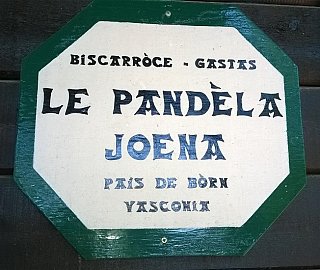 BISCARRÒCE - GASTAS
LE PANDÈLA
JOENA
PAÍS DE BÒRN
VASCONIA